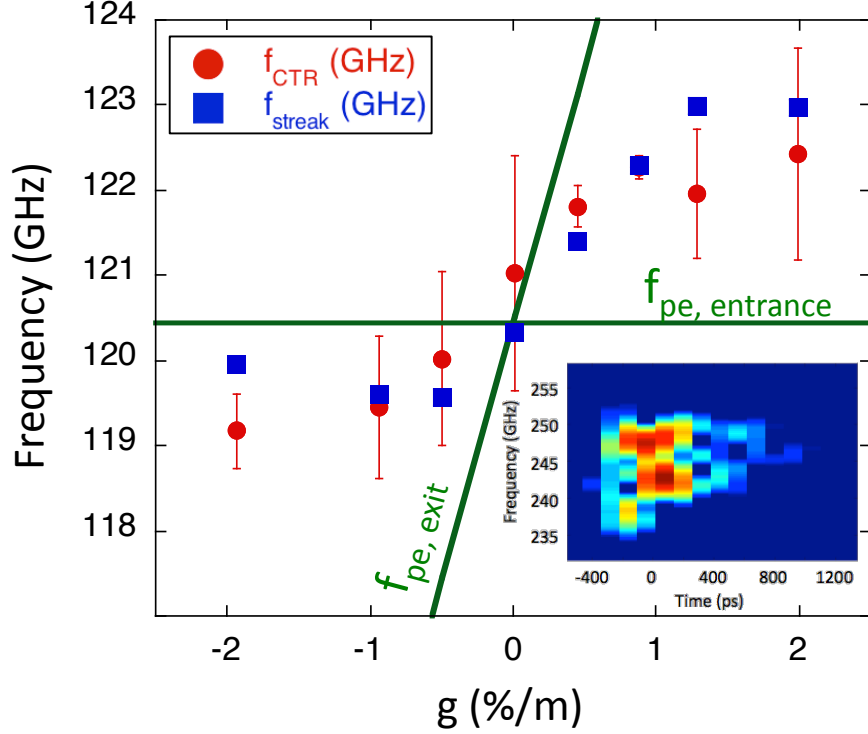 124
123
122
121
120
119
118
Frequency (GHz)
f_CTR (GHz)
f_streak (GHz)
f_pe, entrance
f_pe, exit
255
250
245
240
235
Frequency (GHz)
-400 0 400 800 1200
Time (ps)
-2 -1 0 1 2
g (%/m)